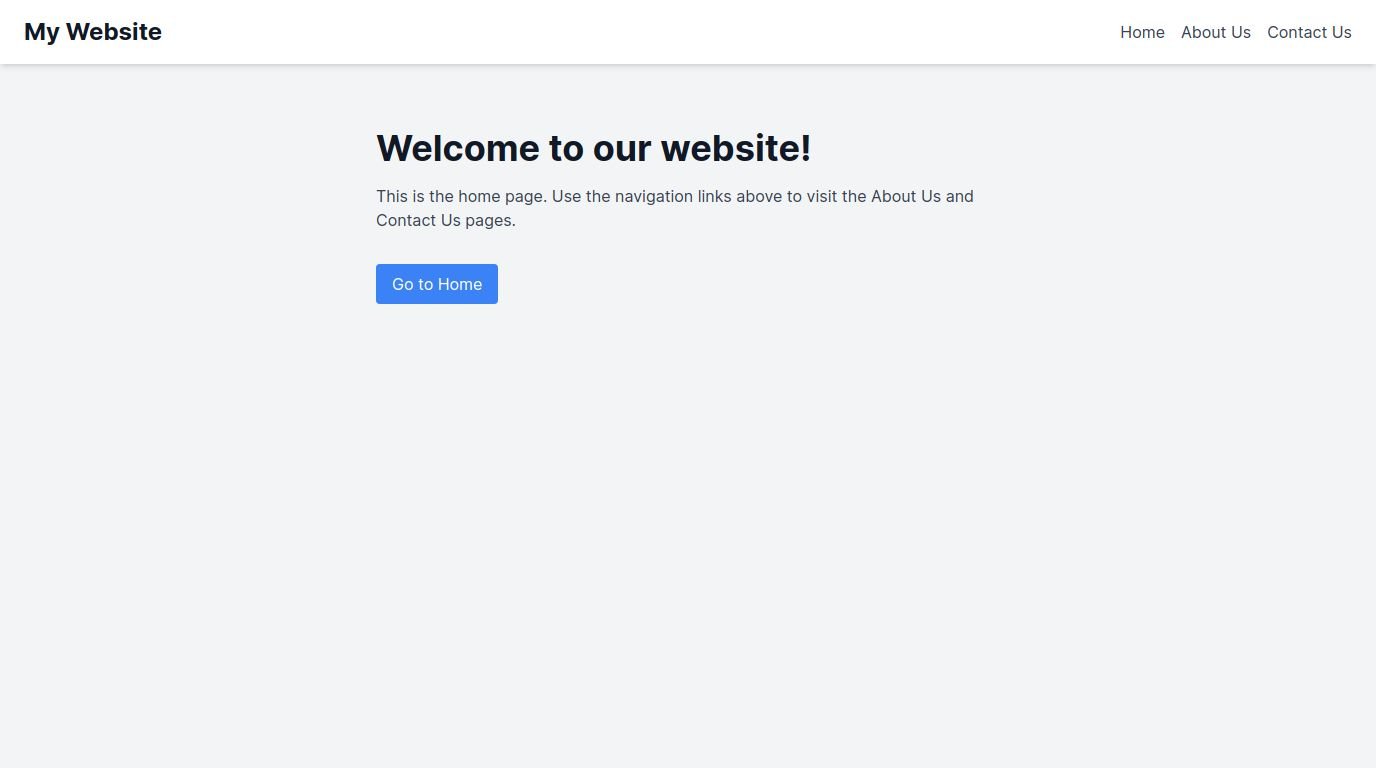 My Website
Home About Us Contact Us
Welcome to our website!
This is the home page. Use the navigation links above to visit the About Us and
Contact Us pages.
Go to Home